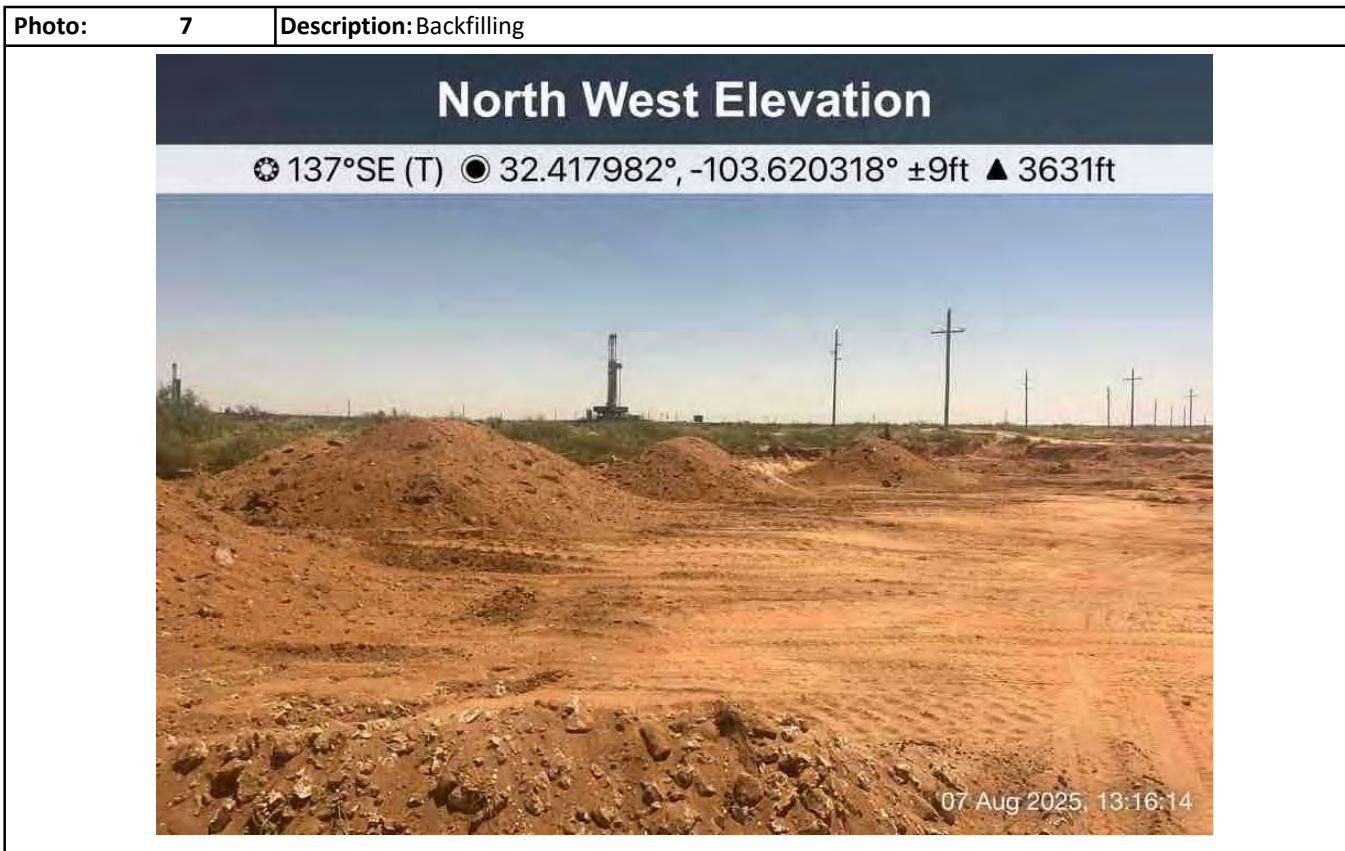 Photo: 7 Description: Backfilling
North West Elevation
137°SE (T) 32.417982°, -103.620318° ±9ft ▲ 3631ft
07 Aug 2025, 13:16:14